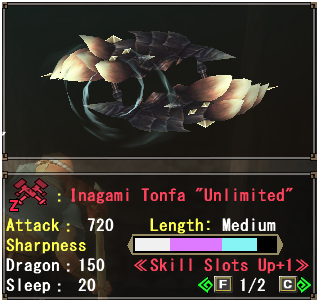 : Inagami Tonfa "Unlimited"
Attack: 720 Length: Medium
Sharpness
Dragon: 150 ≪Skill Slots Up+1≫
Sleep: 20 F 1/2 C